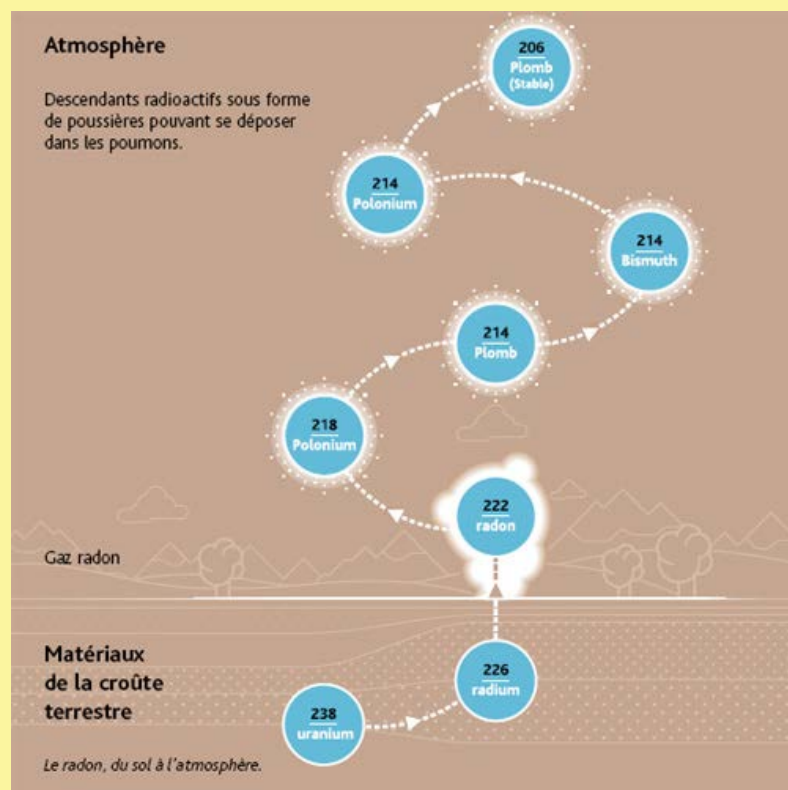 Atmosphère
Descendants radioactifs sous forme
de poussières pouvant se déposer
dans les poumons.
206
Plomb
(Stable)
214
Polonium
214
Bismuth
214
Plomb
218
Polonium
222
radon
Gaz radon
Matériaux
de la croûte
terrestre
226
radium
238
uranium
Le radon, du sol à l'atmosphère.